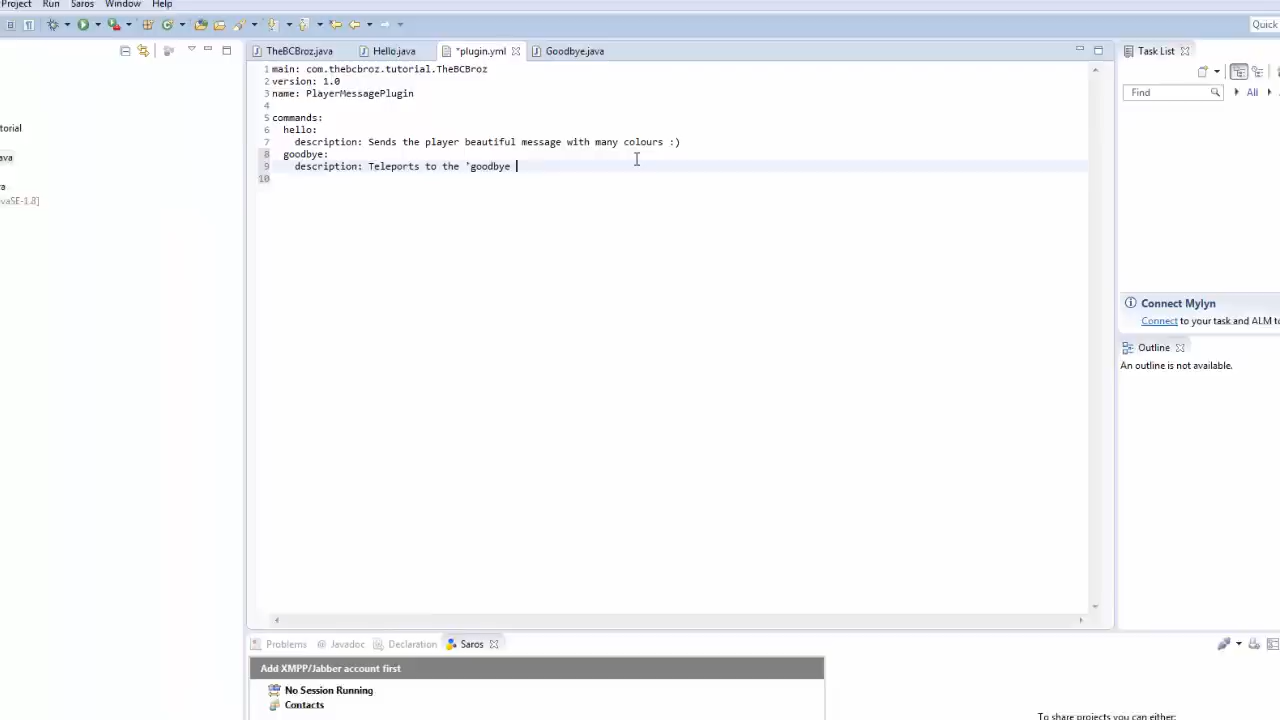 Project Run Saros Window Help
Quick
TheBCBroz.java Hello.java *plugin.yml Goodbye.java
Task List
Find All
1 main: com.thebcbroz.tutorial.TheBCBroz
2 version: 1.0
3 name: PlayerMessagePlugin
4
5 commands:
6 hello:
7 description: Sends the player beautiful message with many colours :)
8 goodbye:
9 description: Teleports to the 'goodbye
10
torial
ava
va
vaSE-1.8]
Connect Mylyn
Connect to your task and ALM to
Outline
An outline is not available.
Problems @ Javadoc Declaration Saros
Add XMPP/Jabber account first
No Session Running
Contacts
To share projects you can either: